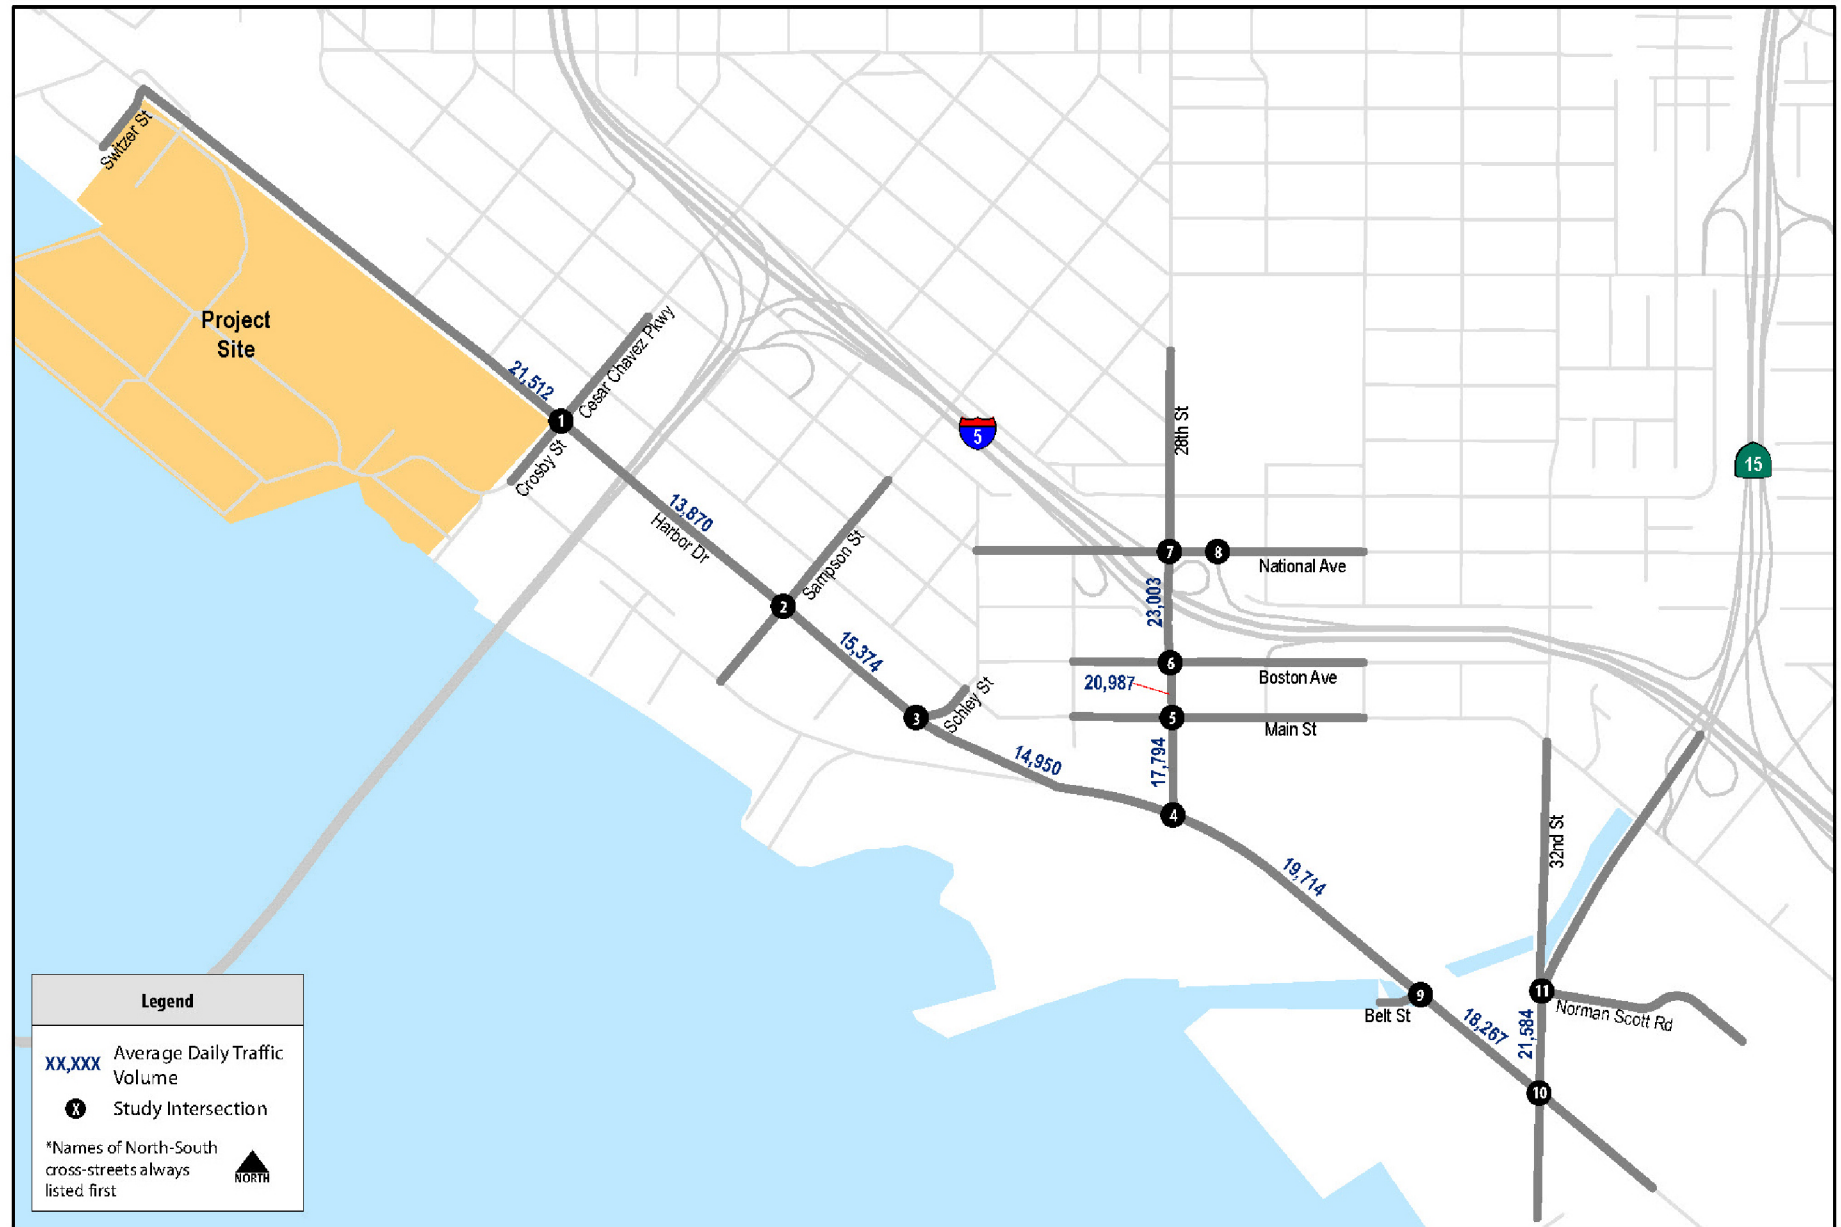 Switzer St
Project
Site
21,512
Cesar Chavez Pkwy
1
Crosby St
5
28th St
15
13,870
Harbor Dr
Sampson St
2
7
8
National Ave
23,003
15,374
6
Boston Ave
20,987
Schley St
3
5
Main St
14,950
17,794
4
32nd St
19,714
9
Belt St
11
Norman Scott Rd
18,267
21,584
10
Legend
XX,XXX
Average Daily Traffic
Volume
X
Study Intersection
*Names of North-South
cross-streets always
listed first
NORTH